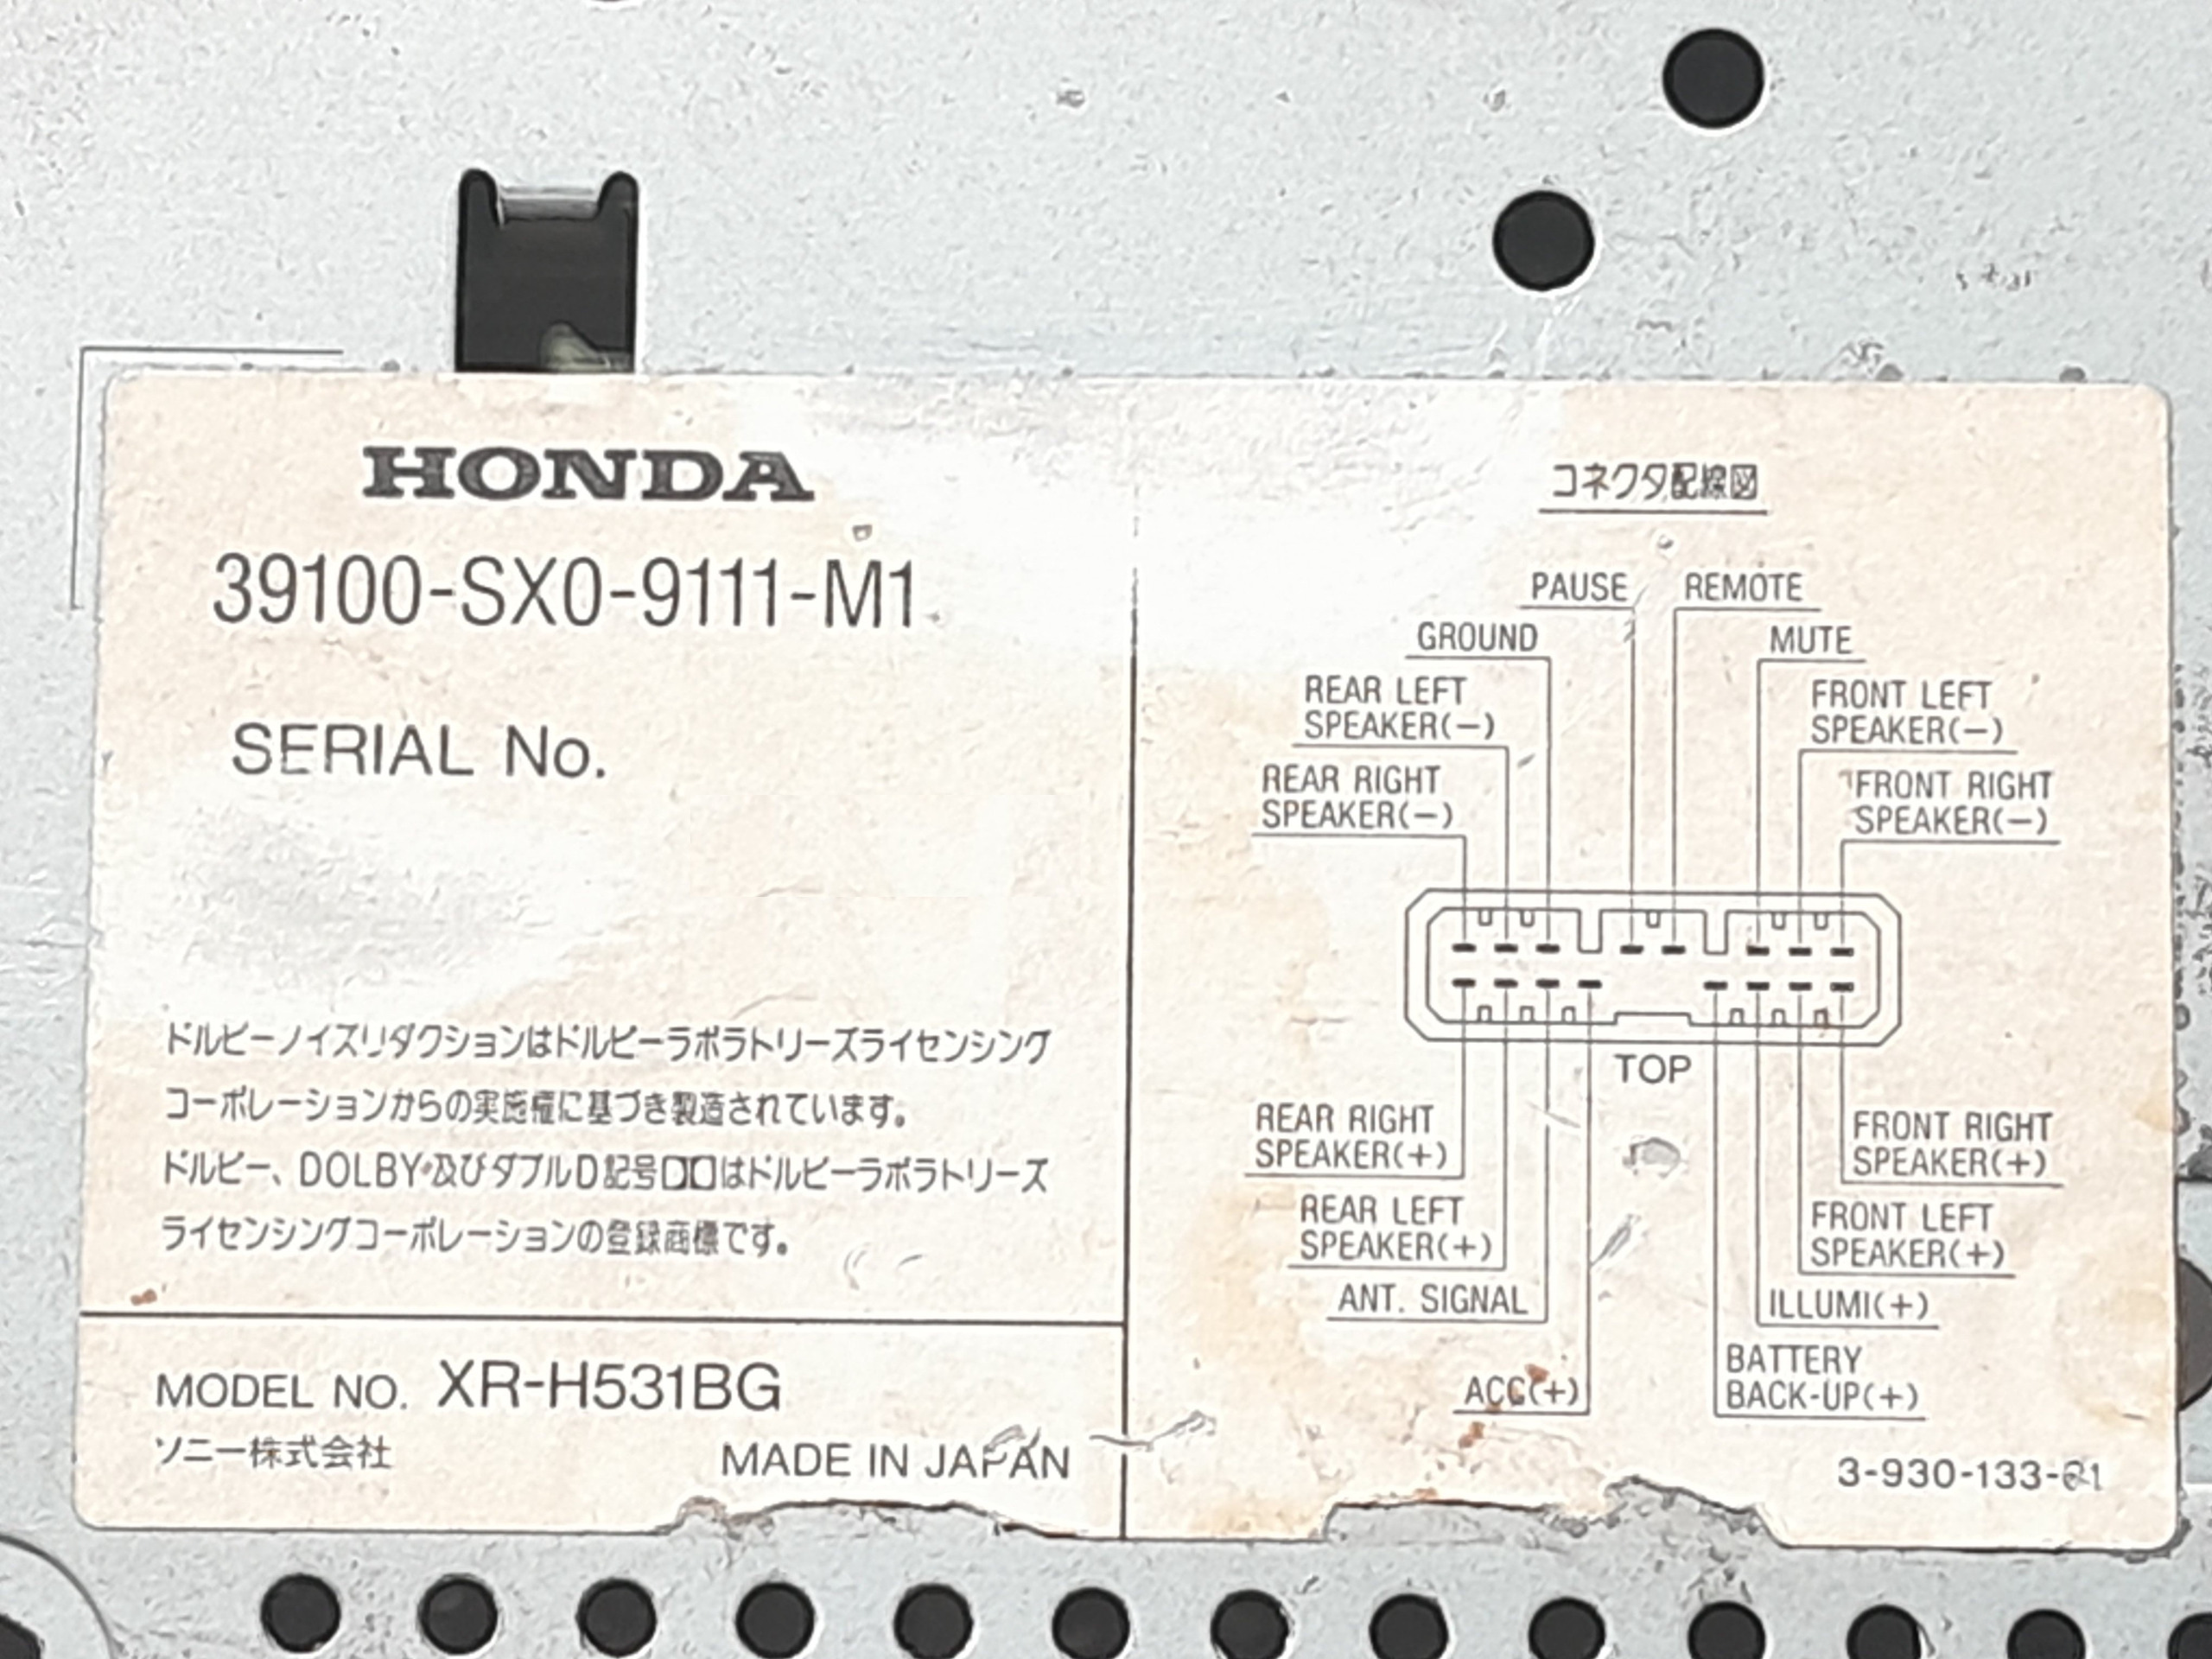 HONDA
39100-SX0-9111-M1
SERIAL No.
ドルビーノイズリダクションはドルビーラボラトリーズライセンシング
コーポレーションからの実施権に基づき製造されています。
ドルビー、DOLBY及びダブルD記号はドルビーラボラトリーズ
ライセンシングコーポレーションの登録商標です。
MODEL NO. XR-H531BG
ソニー株式会社
MADE IN JAPAN
コネクタ配線図
PAUSE
REMOTE
GROUND
MUTE
REAR LEFT
SPEAKER(−)
FRONT LEFT
SPEAKER(−)
REAR RIGHT
SPEAKER(−)
FRONT RIGHT
SPEAKER(−)
TOP
REAR RIGHT
SPEAKER(+)
FRONT RIGHT
SPEAKER(+)
REAR LEFT
SPEAKER(+)
FRONT LEFT
SPEAKER(+)
ANT. SIGNAL
ILLUMI(+)
ACC(+)
BATTERY
BACK-UP(+)